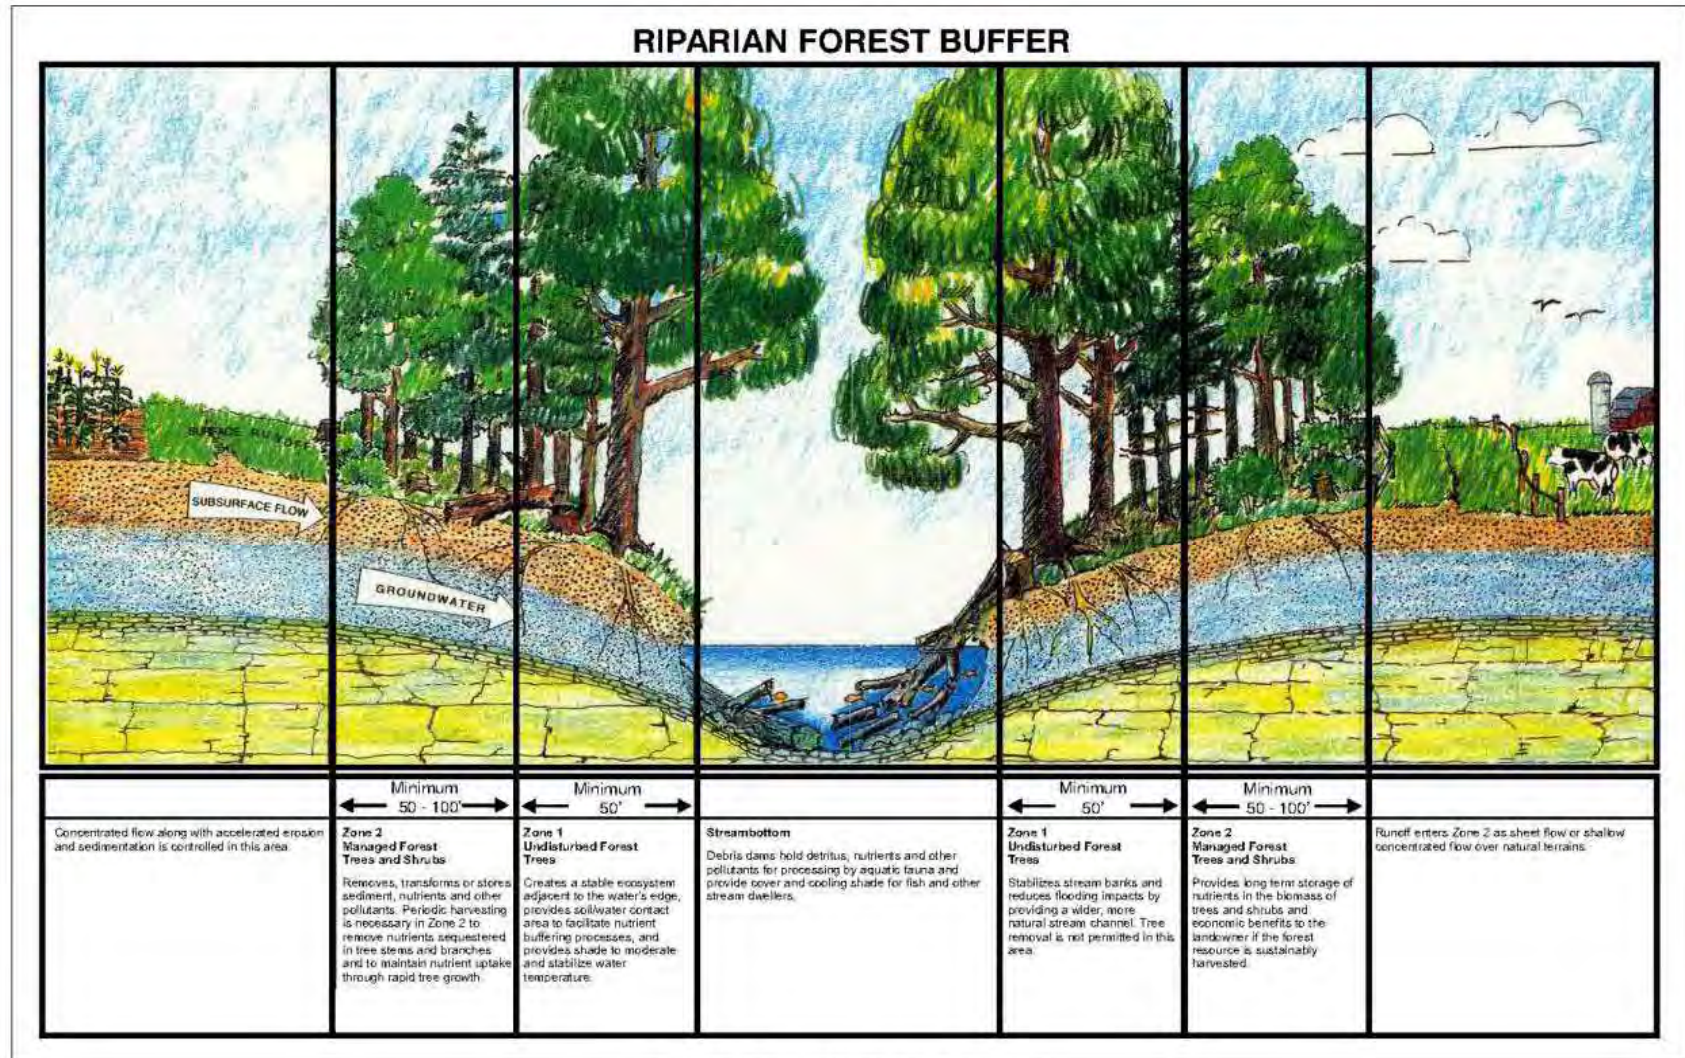 RIPARIAN FOREST BUFFER
SURFACE RUNOFF
SUBSURFACE FLOW
GROUNDWATER
Minimum
50 - 100'
Minimum
50'
Minimum
50'
Minimum
50 - 100'
Concentrated flow along with accelerated erosion
and sedimentation is controlled in this area.
Zone 2
Managed Forest
Trees and Shrubs
Removes, transforms or stores
sediment, nutrients and other
pollutants. Periodic harvesting
is necessary in Zone 2 to
remove nutrients sequestered
in tree stems and branches
and to maintain nutrient uptake
through rapid tree growth.
Zone 1
Undisturbed Forest
Trees
Creates a stable ecosystem
adjacent to the water's edge,
provides soil/water contact
area to facilitate nutrient
buffering processes, and
provides shade to moderate
and stabilize water
temperature.
Streambottom
Debris dams hold detritus, nutrients and other
pollutants for processing by aquatic fauna and
provide cover and cooling shade for fish and other
stream dwellers.
Zone 1
Undisturbed Forest
Trees
Stabilizes stream banks and
reduces flooding impacts by
providing a wider, more
natural stream channel. Tree
removal is not permitted in this
area.
Zone 2
Managed Forest
Trees and Shrubs
Provides long term storage of
nutrients in the biomass of
trees and shrubs and
economic benefits to the
landowner if the forest
resource is sustainably
harvested.
Runoff enters Zone 2 as sheet flow or shallow
concentrated flow over natural terrains.